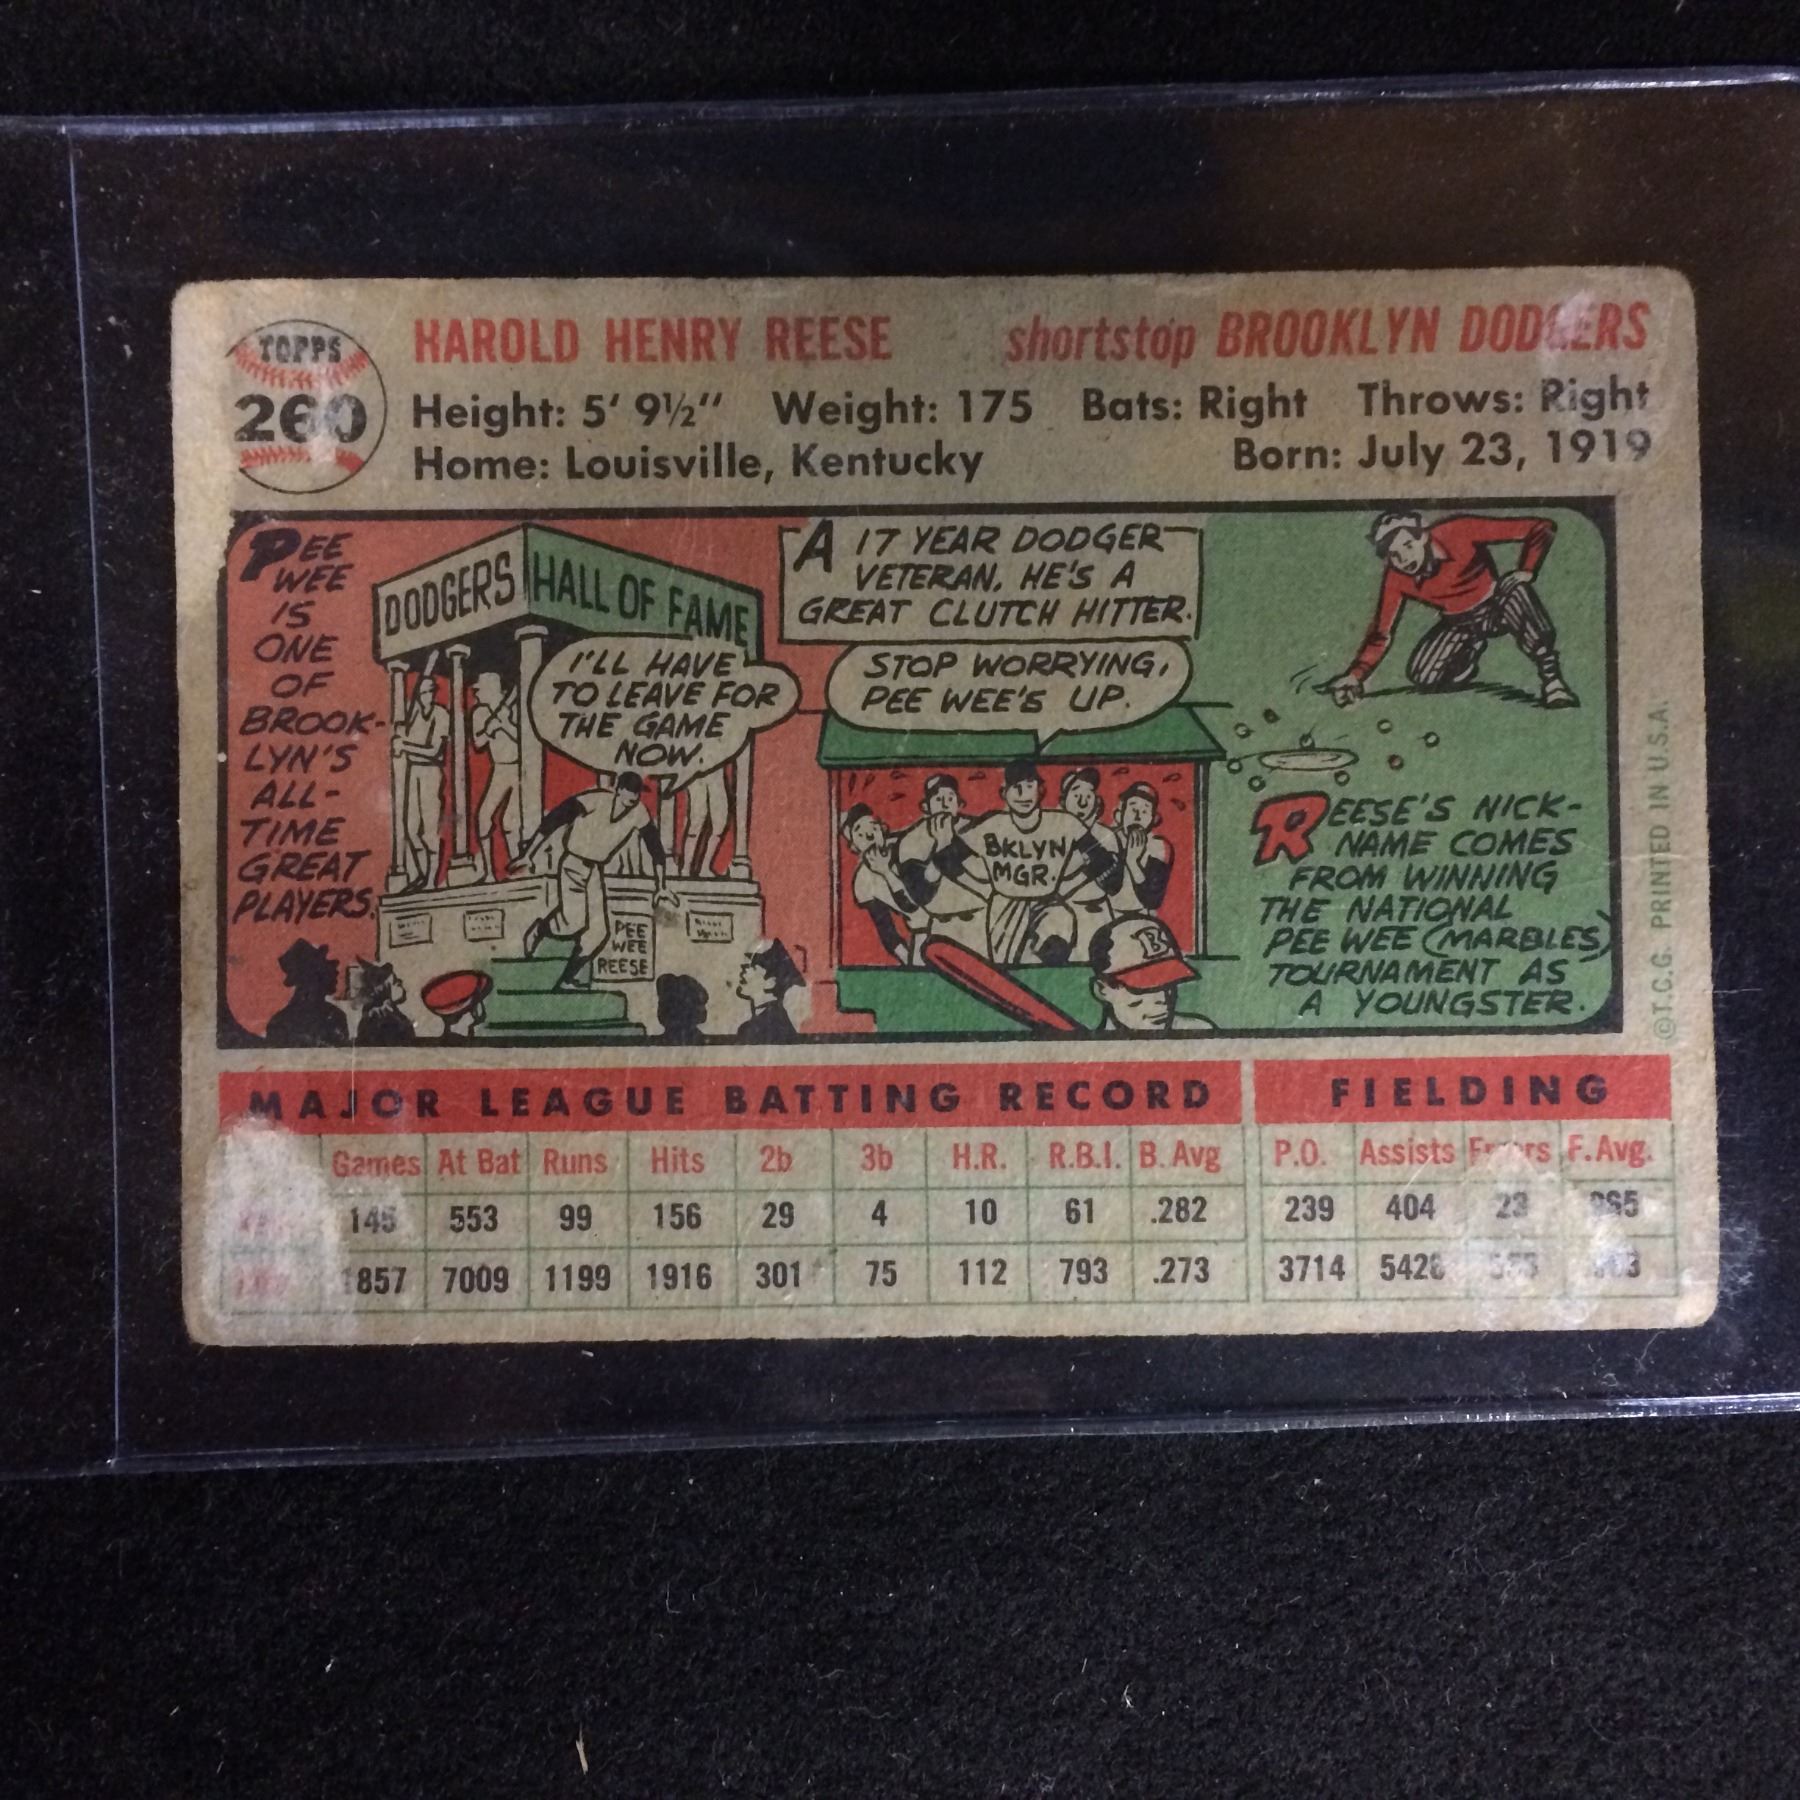 TOPPS
260
HAROLD HENRY REESE shortstop BROOKLYN DODGERS
Height: 5' 9½" Weight: 175 Bats: Right Throws: Right
Home: Louisville, Kentucky Born: July 23, 1919
PEE
WEE
IS
ONE
OF
BROOK-
LYN'S
ALL-
TIME
GREAT
PLAYERS.
DODGERS HALL OF FAME
I'LL HAVE
TO LEAVE FOR
THE GAME
NOW.
PEE
WEE
REESE
A 17 YEAR DODGER
VETERAN, HE'S A
GREAT CLUTCH HITTER.
STOP WORRYING,
PEE WEE'S UP.
BKLYN
MGR.
B
REESE'S NICK-
NAME COMES
FROM WINNING
THE NATIONAL
PEE WEE (MARBLES)
TOURNAMENT AS
A YOUNGSTER.
©T.C.G. PRINTED IN U.S.A.
MAJOR LEAGUE BATTING RECORD FIELDING
Games At Bat Runs Hits 2b 3b H.R. R.B.I. B. Avg P.O. Assists Errors F. Avg.
145 553 99 156 29 4 10 61 .282 239 404 23
1857 7009 1199 1916 301 75 112 793 .273 3714